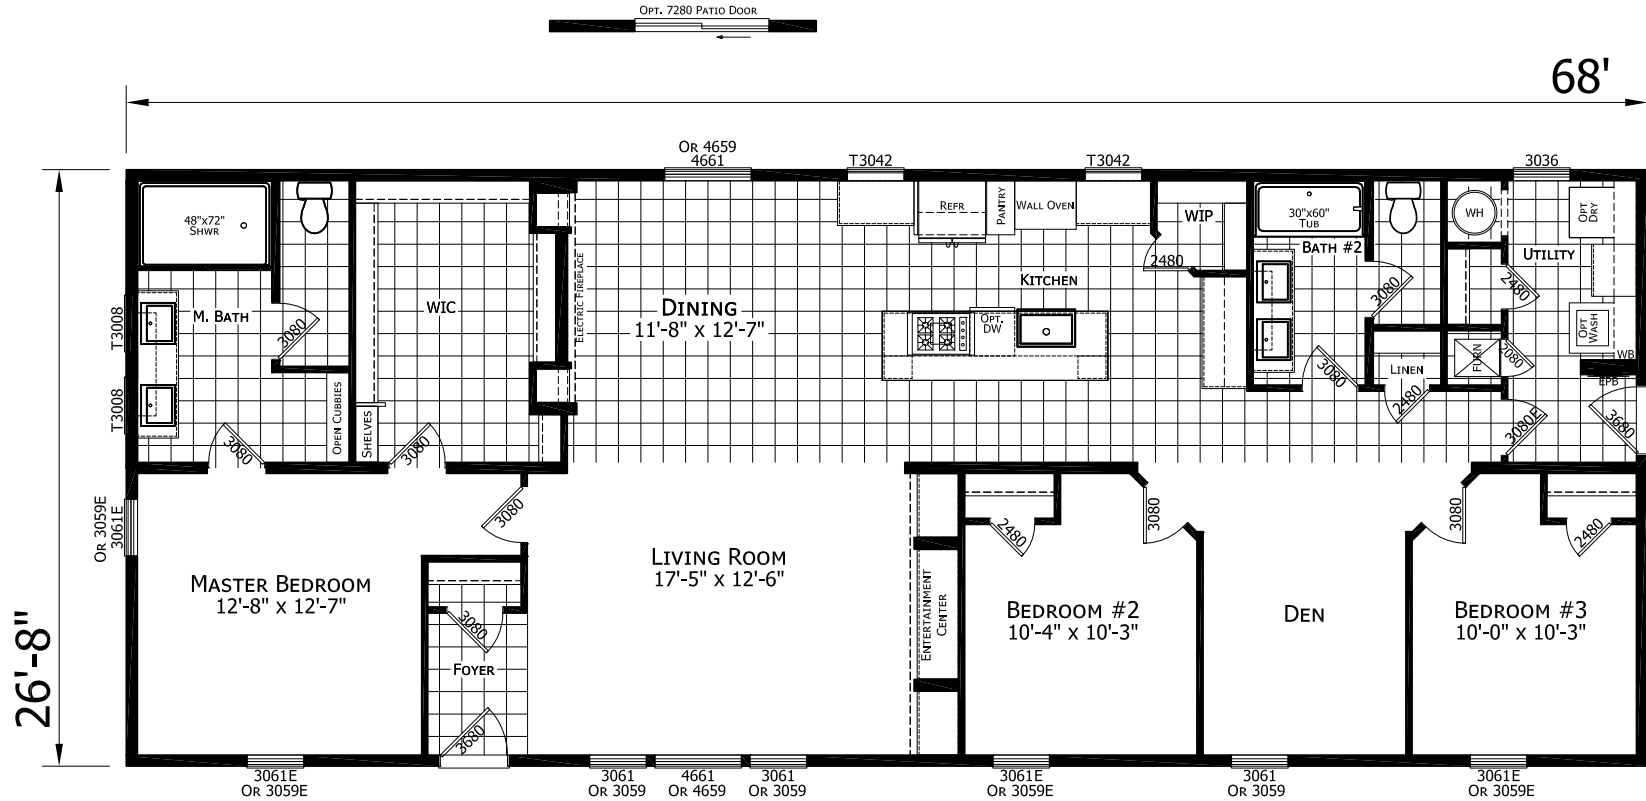 Opt. 7280 Patio Door
68'
Or 4659
4661
T3042
T3042
3036
48"x72"
Shwr
Refr
Pantry
Wall Oven
WIP
2480
30"x60"
Tub
Bath #2
WH
Opt
Dry
Utility
2480
M. Bath
3080
WIC
Electric Fireplace
Dining
11'-8" x 12'-7"
Kitchen
Opt.
DW
3080
Opt
Wash
WB
T3008
T3008
Open Cubbies
Shelves
3080
3080
3080
Linen
2480
Furn
2080
EPB
3080E
3680
26'-8"
Or 3059E
3061E
3080
Master Bedroom
12'-8" x 12'-7"
3080
Foyer
3680
Living Room
17'-5" x 12'-6"
Entertainment
Center
2480
3080
Bedroom #2
10'-4" x 10'-3"
Den
3080
2480
Bedroom #3
10'-0" x 10'-3"
3061E
Or 3059E
3061
Or 3059
4661
Or 4659
3061
Or 3059
3061E
Or 3059E
3061
Or 3059
3061E
Or 3059E